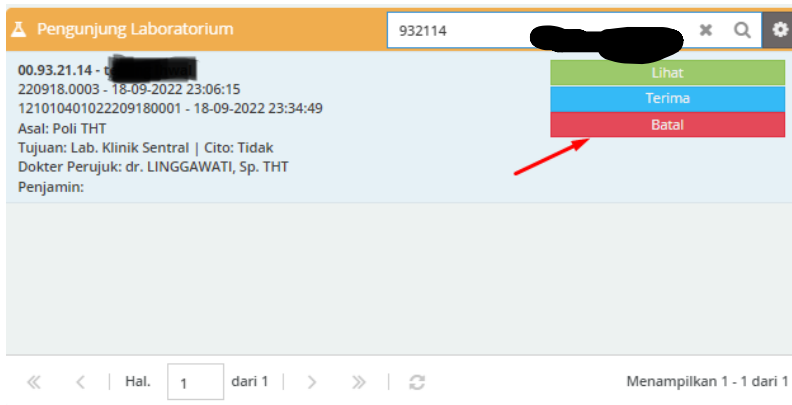 Pengunjung Laboratorium
932114
00.93.21.14 -
220918.0003 - 18-09-2022 23:06:15
121010401022209180001 - 18-09-2022 23:34:49
Asal: Poli THT
Tujuan: Lab. Klinik Sentral | Cito: Tidak
Dokter Perujuk: dr. LINGGAWATI, Sp. THT
Penjamin:
Lihat
Terima
Batal
Hal. 1 dari 1
Menampilkan 1 - 1 dari 1